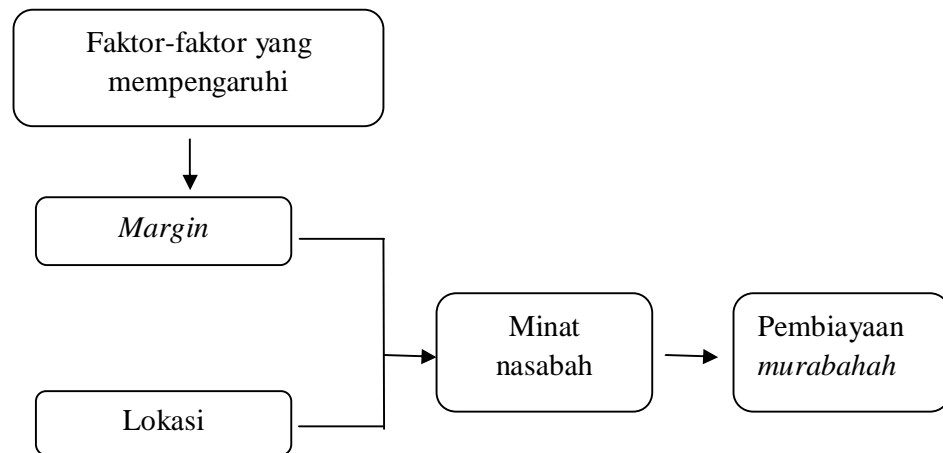 Faktor-faktor yang
mempengaruhi
Margin
Minat
nasabah
Pembiayaan
murabahah
Lokasi